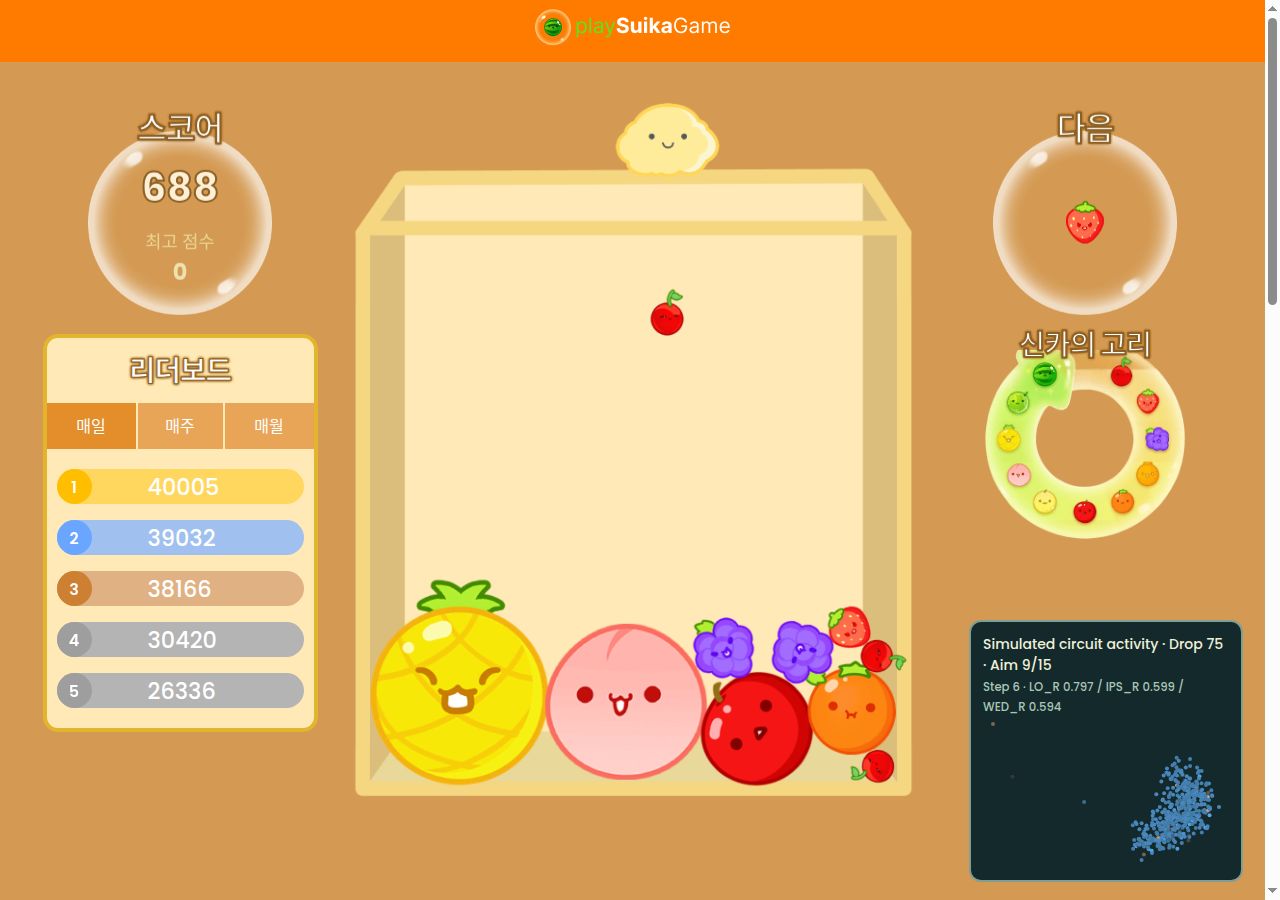 playSuikaGame
스코어
688
최고 점수
0
리더보드
매일 매주 매월
1 40005
2 39032
3 38166
4 30420
5 26336
다음
신카의 고리
Simulated circuit activity · Drop 75
· Aim 9/15
Step 6 · LO_R 0.797 / IPS_R 0.599 /
WED_R 0.594